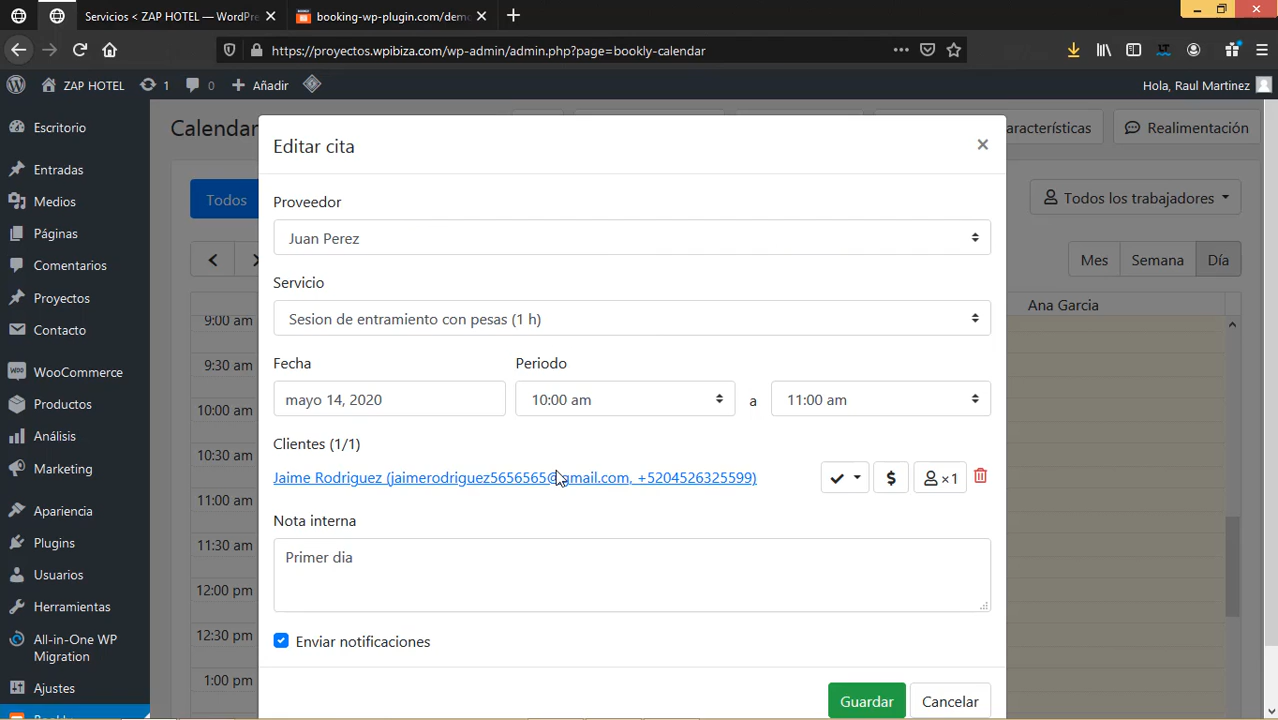 Servicios < ZAP HOTEL — WordPre
booking-wp-plugin.com/demo
https://proyectos.wpibiza.com/wp-admin/admin.php?page=bookly-calendar
ZAP HOTEL
1
0
Añadir
Hola, Raul Martinez
Escritorio
Entradas
Medios
Páginas
Comentarios
Proyectos
Contacto
WooCommerce
Productos
Análisis
Marketing
Apariencia
Plugins
Usuarios
Herramientas
All-in-One WP
Migration
Ajustes
Bookly
Calendar
aracterísticas
Realimentación
Todos
Todos los trabajadores
Mes
Semana
Día
Ana Garcia
9:00 am
9:30 am
10:00 am
10:30 am
11:00 am
11:30 am
12:00 pm
12:30 pm
1:00 pm
Editar cita
×
Proveedor
Juan Perez
Servicio
Sesion de entramiento con pesas (1 h)
Fecha
Periodo
mayo 14, 2020
10:00 am
a
11:00 am
Clientes (1/1)
Jaime Rodriguez (jaimerodriguez5656565@gmail.com, +5204526325599)
$
×1
Nota interna
Primer dia
Enviar notificaciones
Guardar
Cancelar